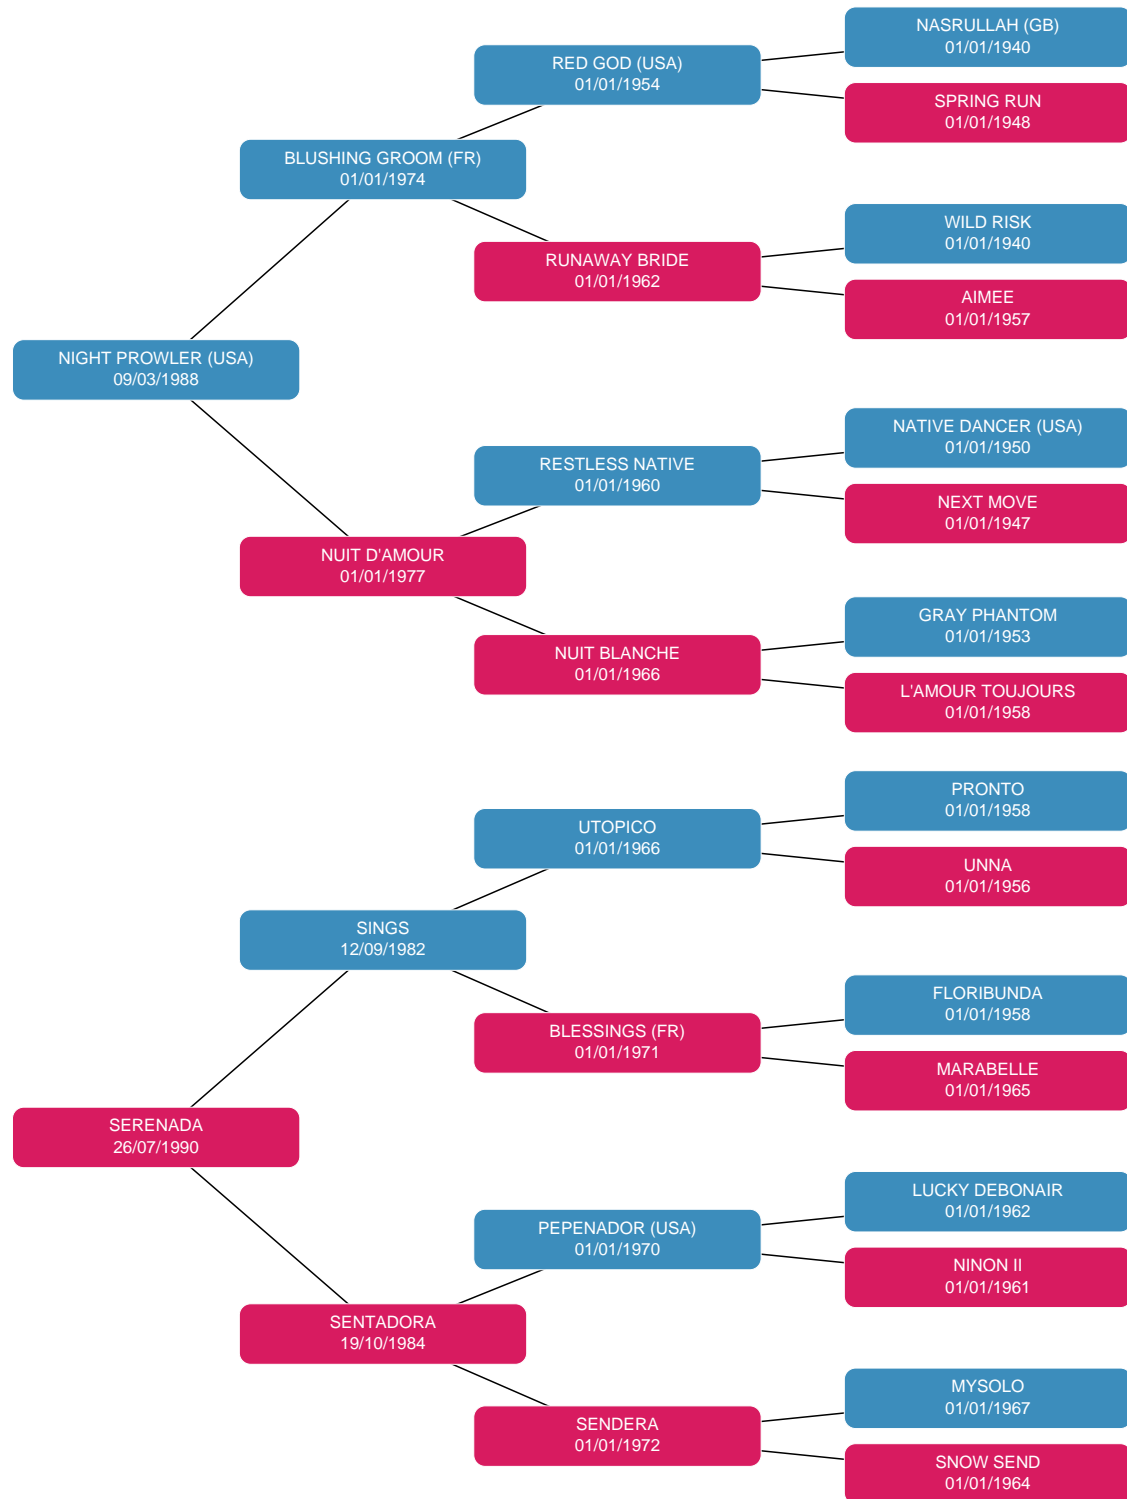 NASRULLAH (GB)
01/01/1940
RED GOD (USA)
01/01/1954
SPRING RUN
01/01/1948
BLUSHING GROOM (FR)
01/01/1974
WILD RISK
01/01/1940
RUNAWAY BRIDE
01/01/1962
AIMEE
01/01/1957
NIGHT PROWLER (USA)
09/03/1988
NATIVE DANCER (USA)
01/01/1950
RESTLESS NATIVE
01/01/1960
NEXT MOVE
01/01/1947
NUIT D'AMOUR
01/01/1977
GRAY PHANTOM
01/01/1953
NUIT BLANCHE
01/01/1966
L'AMOUR TOUJOURS
01/01/1958
PRONTO
01/01/1958
UTOPICO
01/01/1966
UNNA
01/01/1956
SINGS
12/09/1982
FLORIBUNDA
01/01/1958
BLESSINGS (FR)
01/01/1971
MARABELLE
01/01/1965
SERENADA
26/07/1990
LUCKY DEBONAIR
01/01/1962
PEPENADOR (USA)
01/01/1970
NINON II
01/01/1961
SENTADORA
19/10/1984
MYSOLO
01/01/1967
SENDERA
01/01/1972
SNOW SEND
01/01/1964